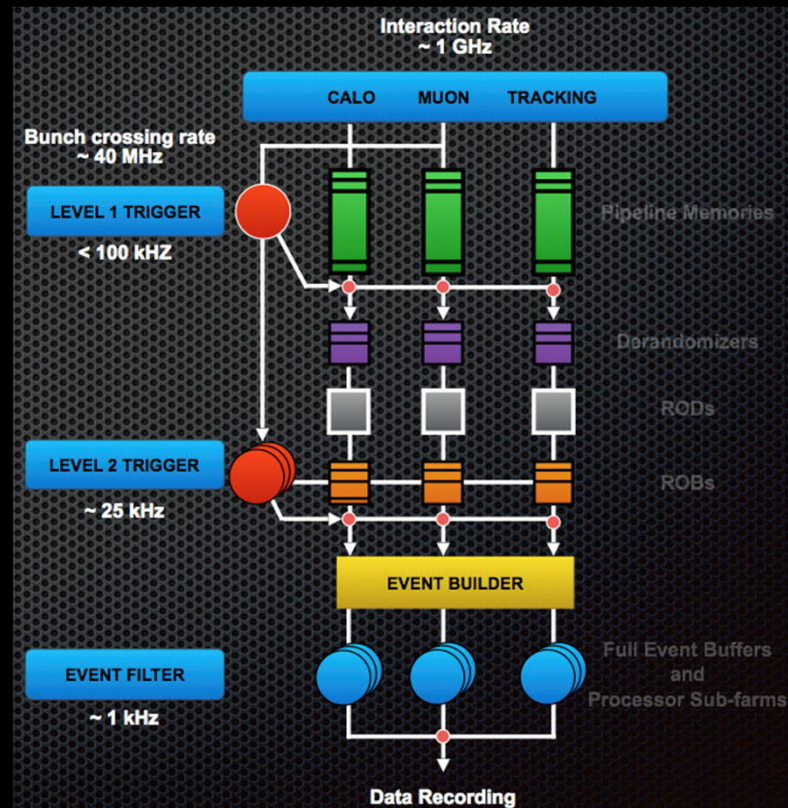 Interaction Rate
~ 1 GHz
CALO MUON TRACKING
Bunch crossing rate
~ 40 MHz
LEVEL 1 TRIGGER
< 100 kHZ
Pipeline Memories
Derandomizers
RODs
LEVEL 2 TRIGGER
~ 25 kHz
ROBs
EVENT BUILDER
EVENT FILTER
~ 1 kHz
Full Event Buffers
and
Processor Sub-farms
Data Recording